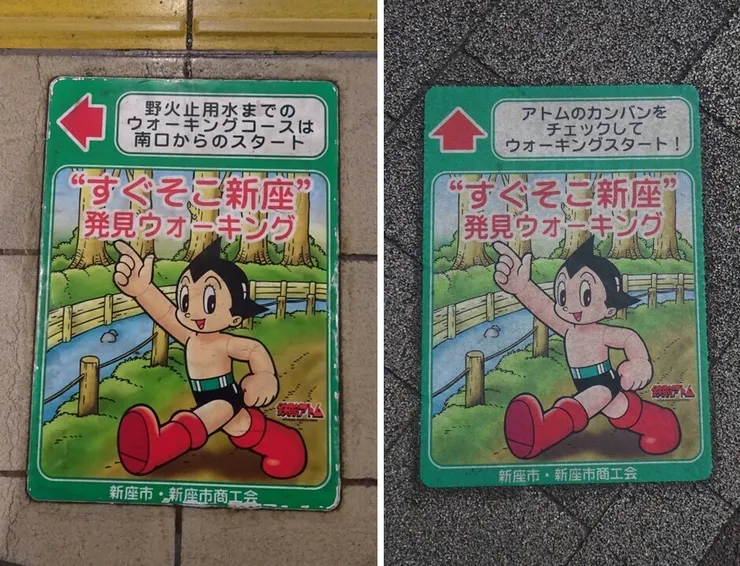 野火止用水までの
ウオーキングコースは
南口からのスタート
“すぐそこ新座”
発見ウォーキング
鉄腕アトム
新座市・新座市商工会
アトムのカンバンを
チェックして
ウォーキングスタート！
“すぐそこ新座”
発見ウォーキング
鉄腕アトム
新座市・新座市商工会